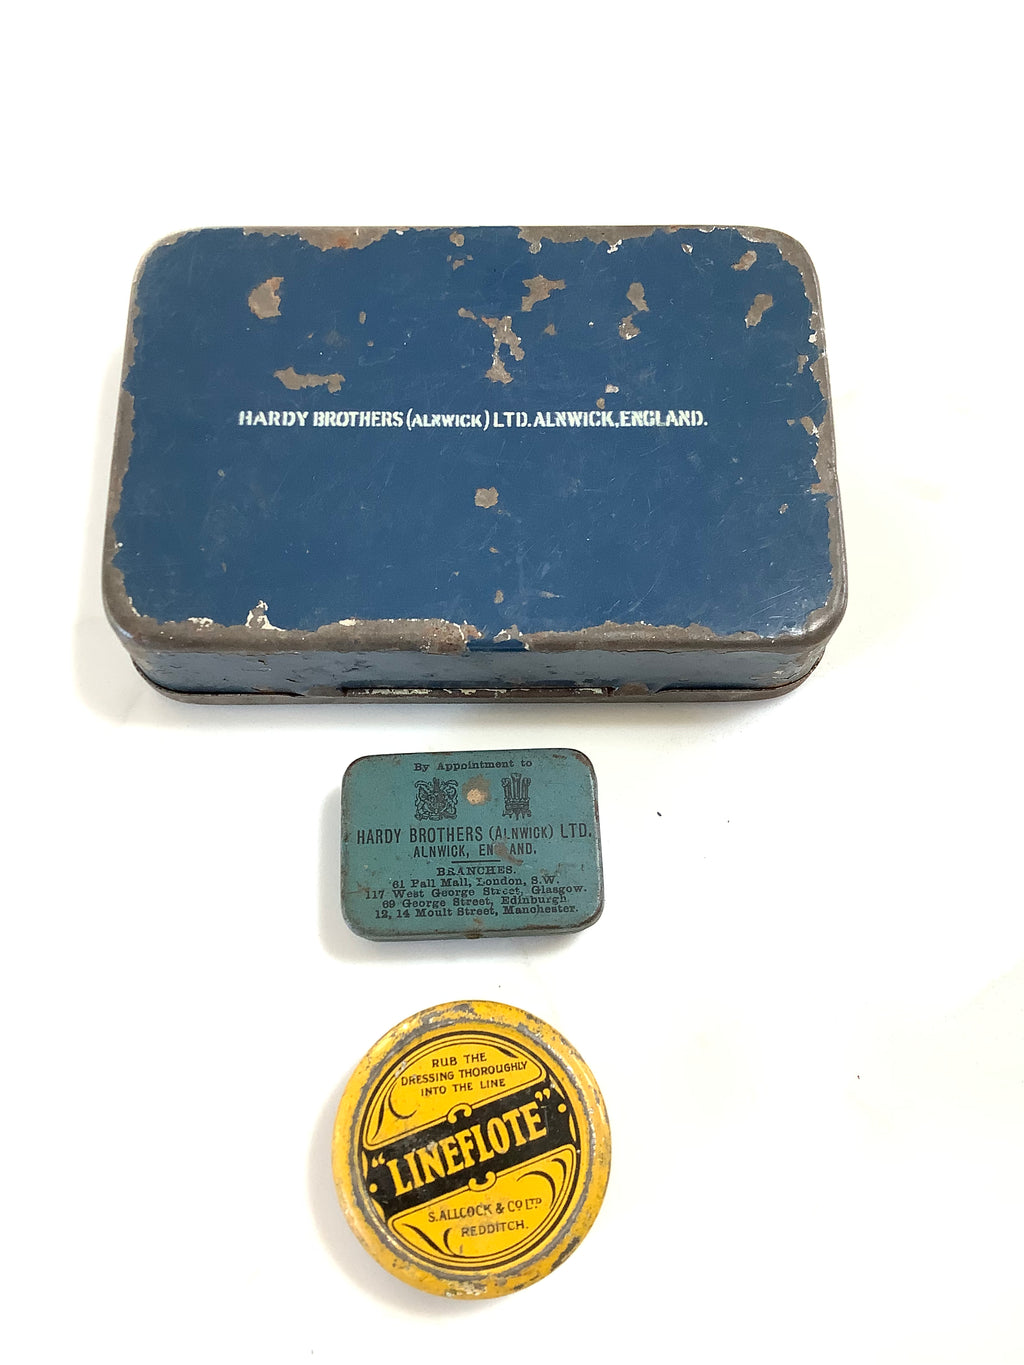 HARDY BROTHERS (ALNWICK) LTD. ALNWICK, ENGLAND.
By Appointment to
HARDY BROTHERS (ALNWICK) LTD.
ALNWICK, ENGLAND.
BRANCHES.
61 Pall Mall, London, S.W.
117 West George Street, Glasgow.
69 George Street, Edinburgh
12, 14 Moult Street, Manchester.
RUB THE
DRESSING THOROUGHLY
INTO THE LINE
"LINEFLOTE"
S. ALLCOCK & CO LTD
REDDITCH.